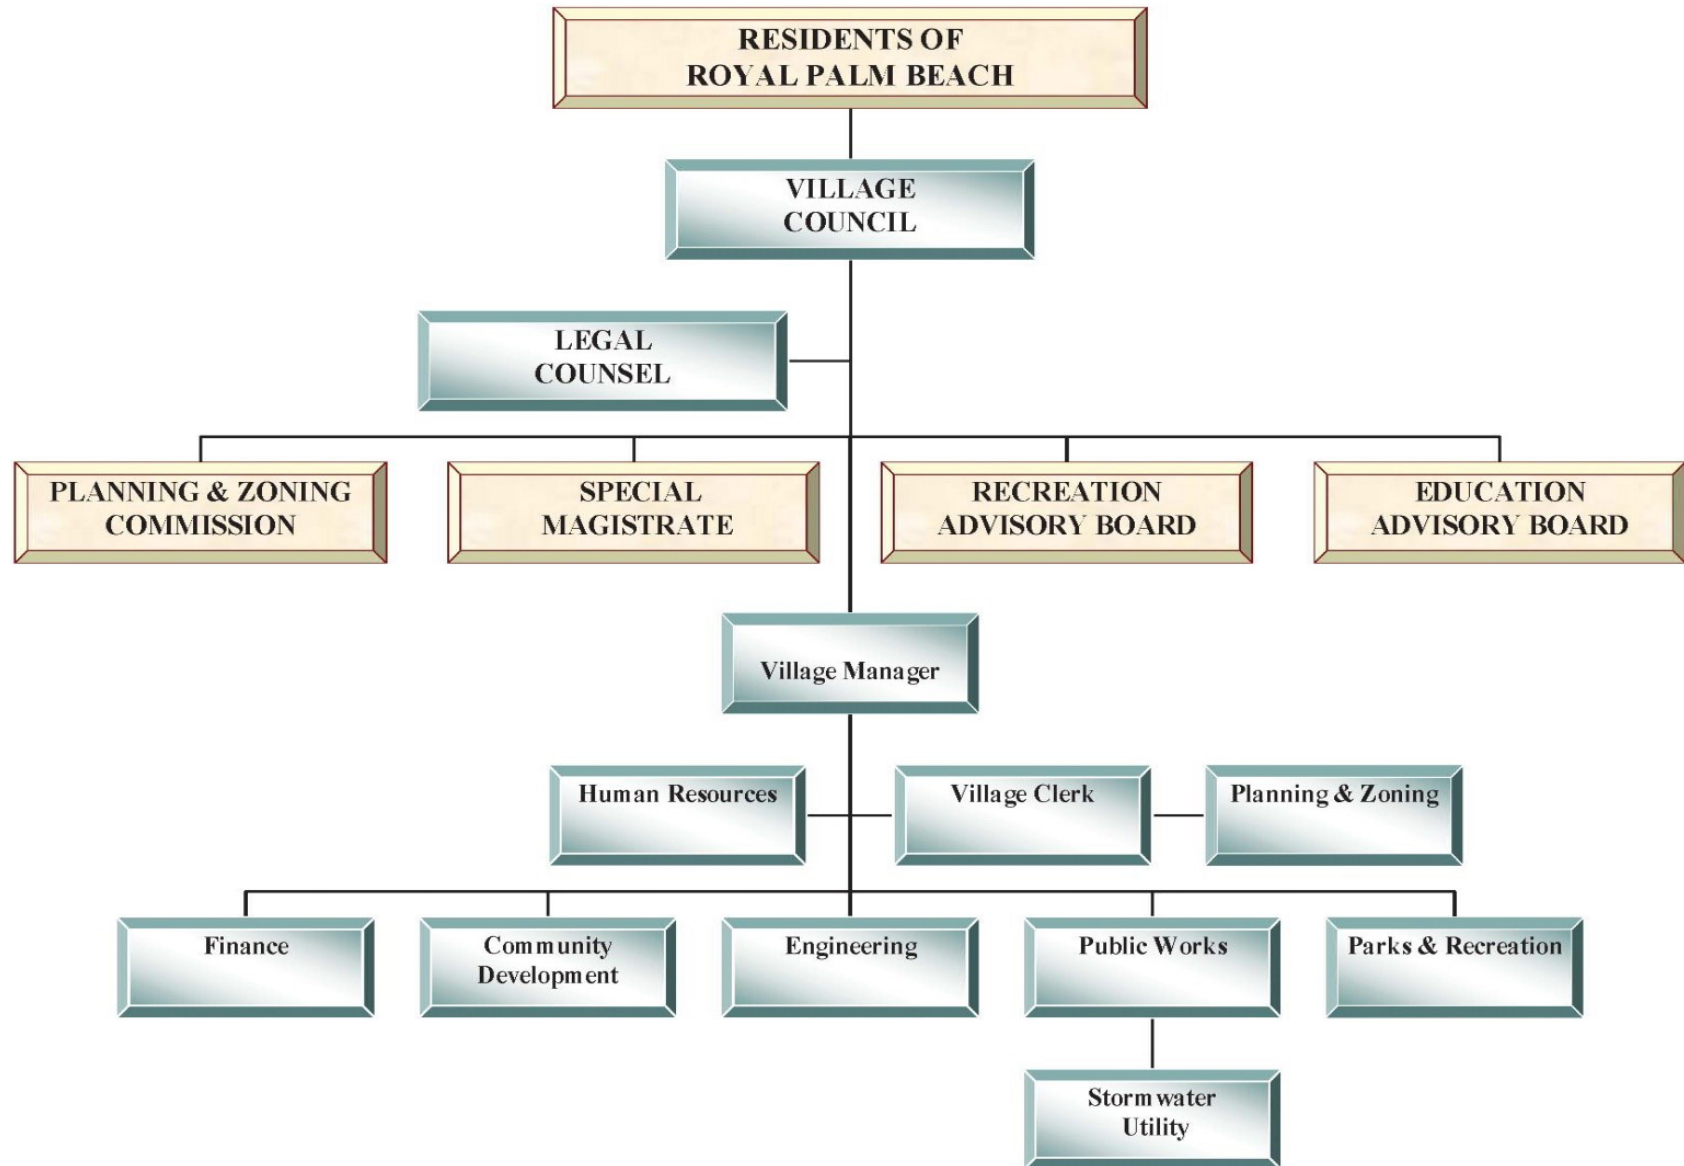 RESIDENTS OF
ROYAL PALM BEACH
VILLAGE
COUNCIL
LEGAL
COUNSEL
PLANNING & ZONING
COMMISSION
SPECIAL
MAGISTRATE
RECREATION
ADVISORY BOARD
EDUCATION
ADVISORY BOARD
Village Manager
Human Resources
Village Clerk
Planning & Zoning
Finance
Community
Development
Engineering
Public Works
Parks & Recreation
Stormwater
Utility